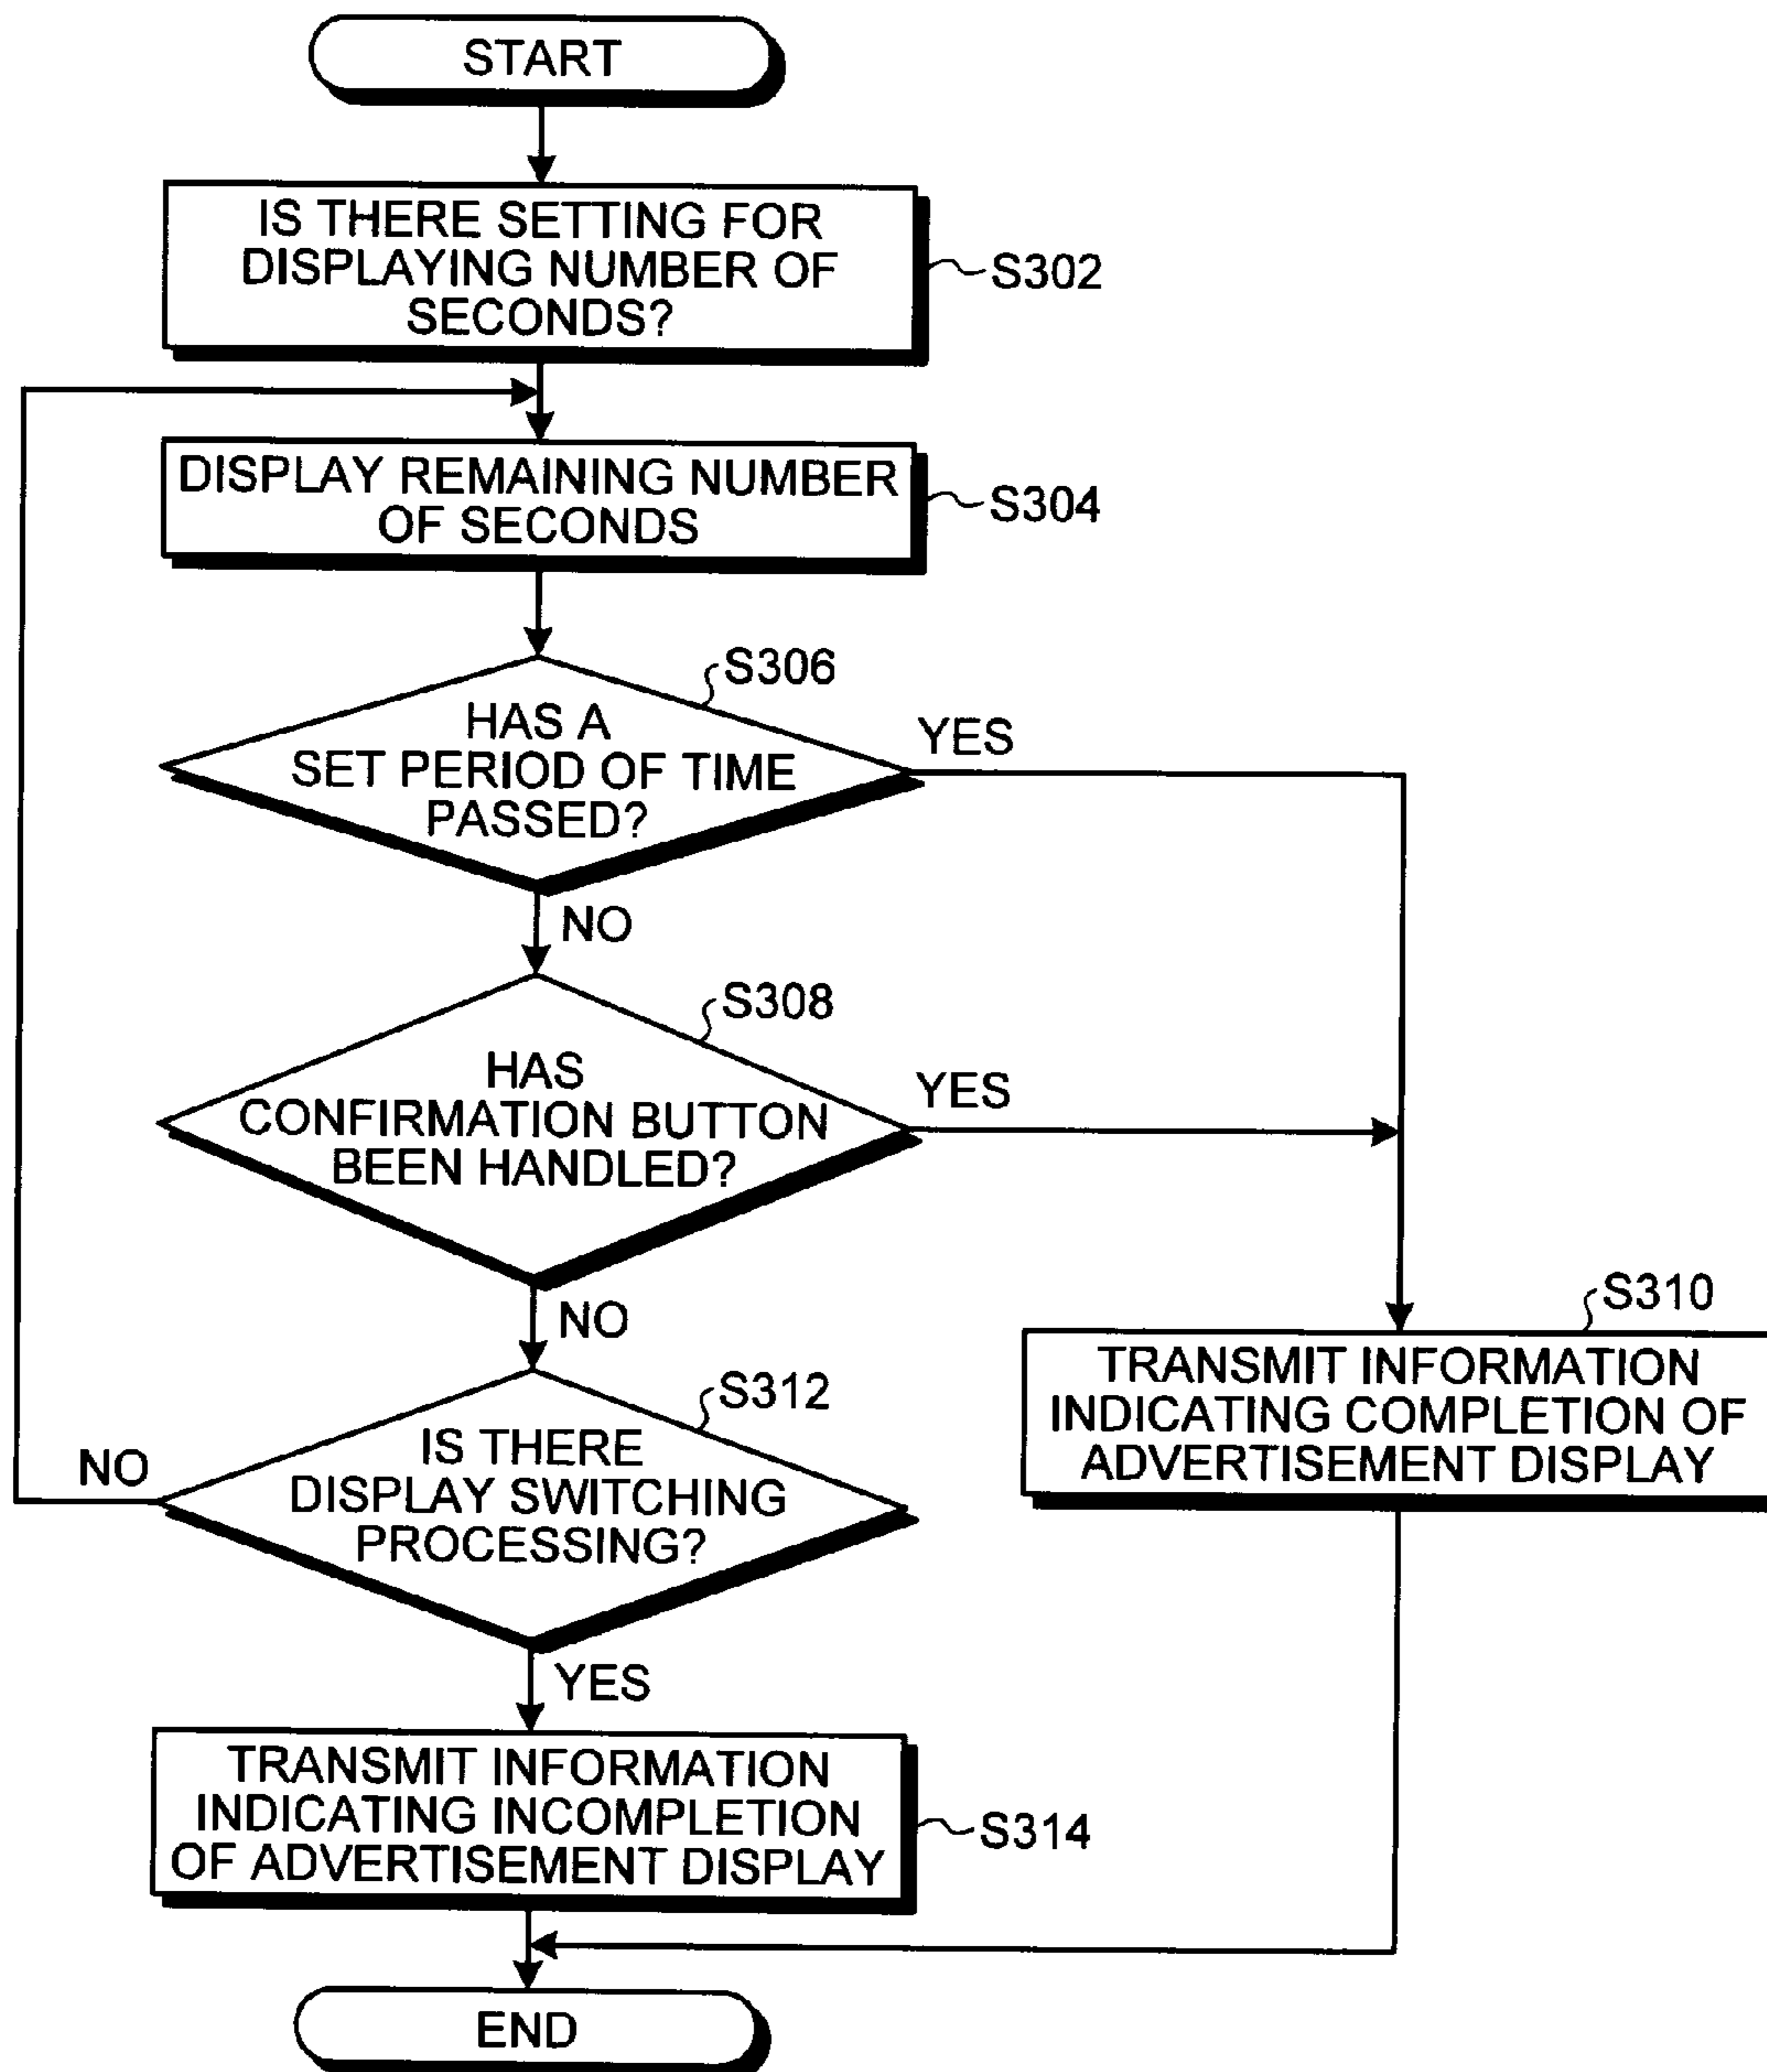 START
IS THERE SETTING FOR
DISPLAYING NUMBER OF
SECONDS?
S302
DISPLAY REMAINING NUMBER
OF SECONDS
S304
S306
HAS A
SET PERIOD OF TIME
PASSED?
YES
NO
S308
HAS
CONFIRMATION BUTTON
BEEN HANDLED?
YES
NO
S310
TRANSMIT INFORMATION
INDICATING COMPLETION OF
ADVERTISEMENT DISPLAY
S312
IS THERE
DISPLAY SWITCHING
PROCESSING?
NO
YES
TRANSMIT INFORMATION
INDICATING INCOMPLETION
OF ADVERTISEMENT DISPLAY
S314
END